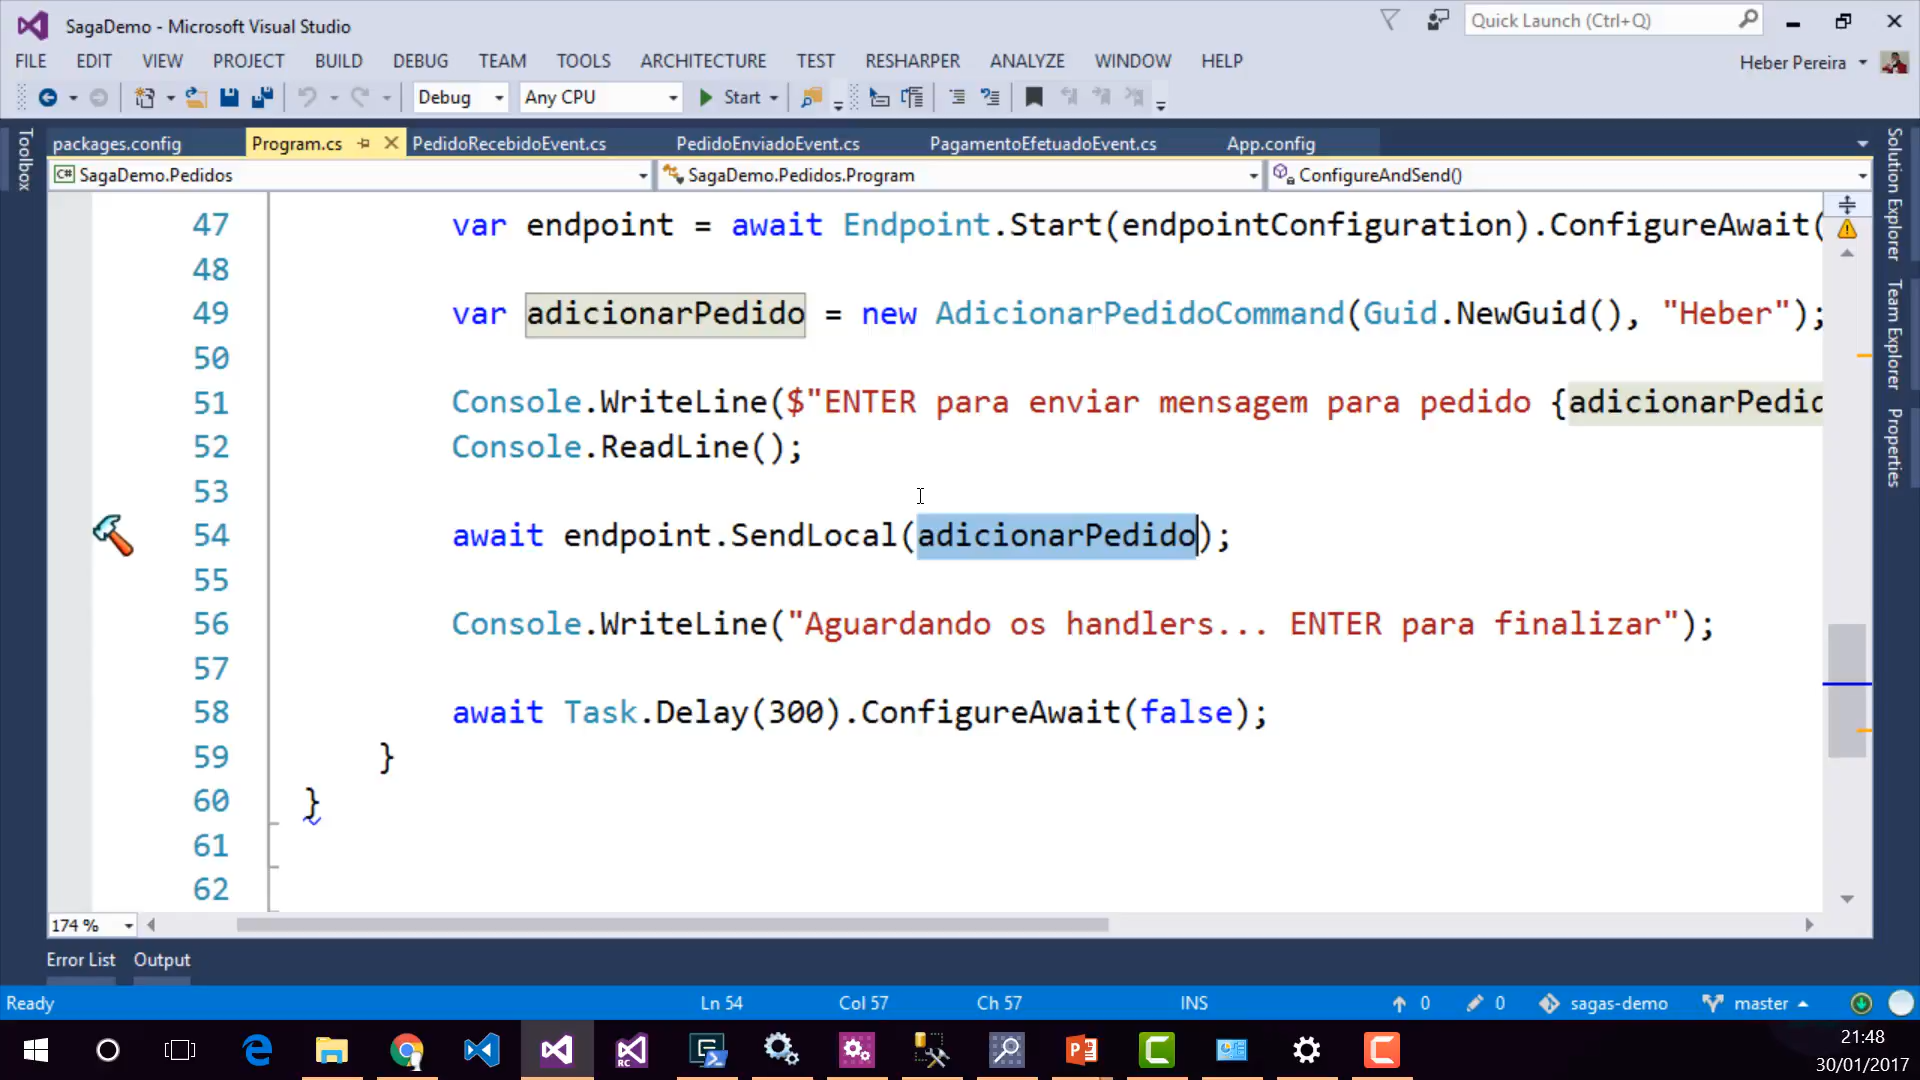 SagaDemo - Microsoft Visual Studio
Quick Launch (Ctrl+Q)
FILE EDIT VIEW PROJECT BUILD DEBUG TEAM TOOLS ARCHITECTURE TEST RESHARPER ANALYZE WINDOW HELP
Heber Pereira
Debug Any CPU Start
Toolbox
packages.config Program.cs PedidoRecebidoEvent.cs PedidoEnviadoEvent.cs PagamentoEfetuadoEvent.cs App.config
C# SagaDemo.Pedidos SagaDemo.Pedidos.Program ConfigureAndSend()
47 var endpoint = await Endpoint.Start(endpointConfiguration).ConfigureAwait(
48
49 var adicionarPedido = new AdicionarPedidoCommand(Guid.NewGuid(), "Heber");
50
51 Console.WriteLine($"ENTER para enviar mensagem para pedido {adicionarPedid
52 Console.ReadLine();
53
54 await endpoint.SendLocal(adicionarPedido);
55
56 Console.WriteLine("Aguardando os handlers... ENTER para finalizar");
57
58 await Task.Delay(300).ConfigureAwait(false);
59 }
60 }
61
62
Solution Explorer
Team Explorer
Properties
174 %
Error List Output
Ready Ln 54 Col 57 Ch 57 INS 0 0 sagas-demo master
RC
21:48
30/01/2017